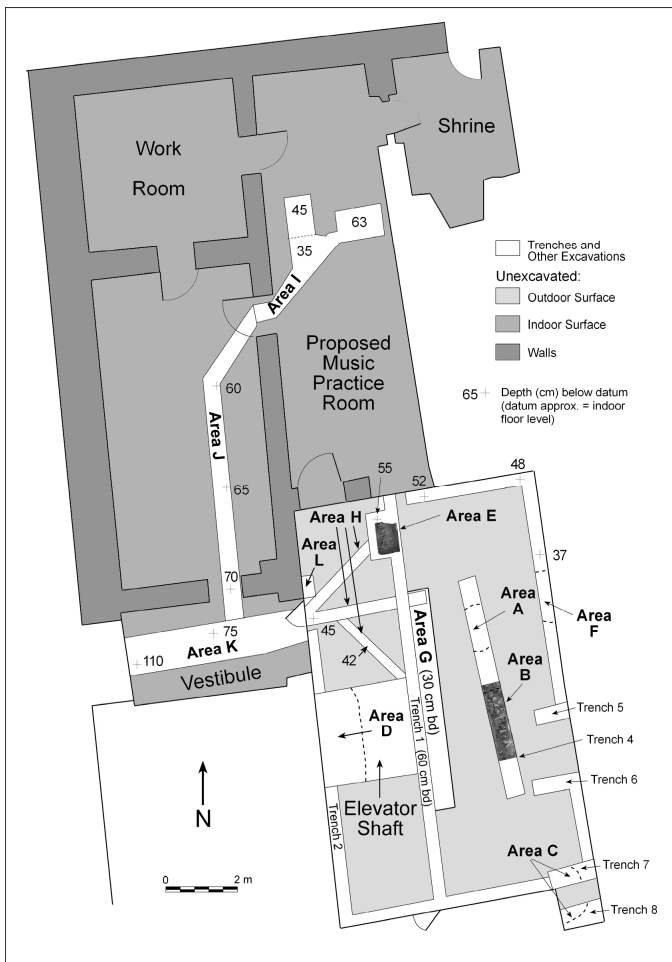 Work
Room
Shrine
45
63
35
Area I
Trenches and
Other Excavations
Unexcavated:
Outdoor Surface
Indoor Surface
Walls
65 + Depth (cm) below datum
(datum approx. = indoor
floor level)
Proposed
Music
Practice
Room
60
Area J
65
70
75
110
Area K
Vestibule
55
52
48
Area H
Area E
Area
L
37
Area
A
Area
F
45
42
Area G (30 cm bd)
Area
B
Area
D
Trench 1 (60 cm bd)
Trench 5
Trench 4
Trench 6
Elevator
Shaft
Trench 2
N
0 2 m
Area C
Trench 7
Trench 8